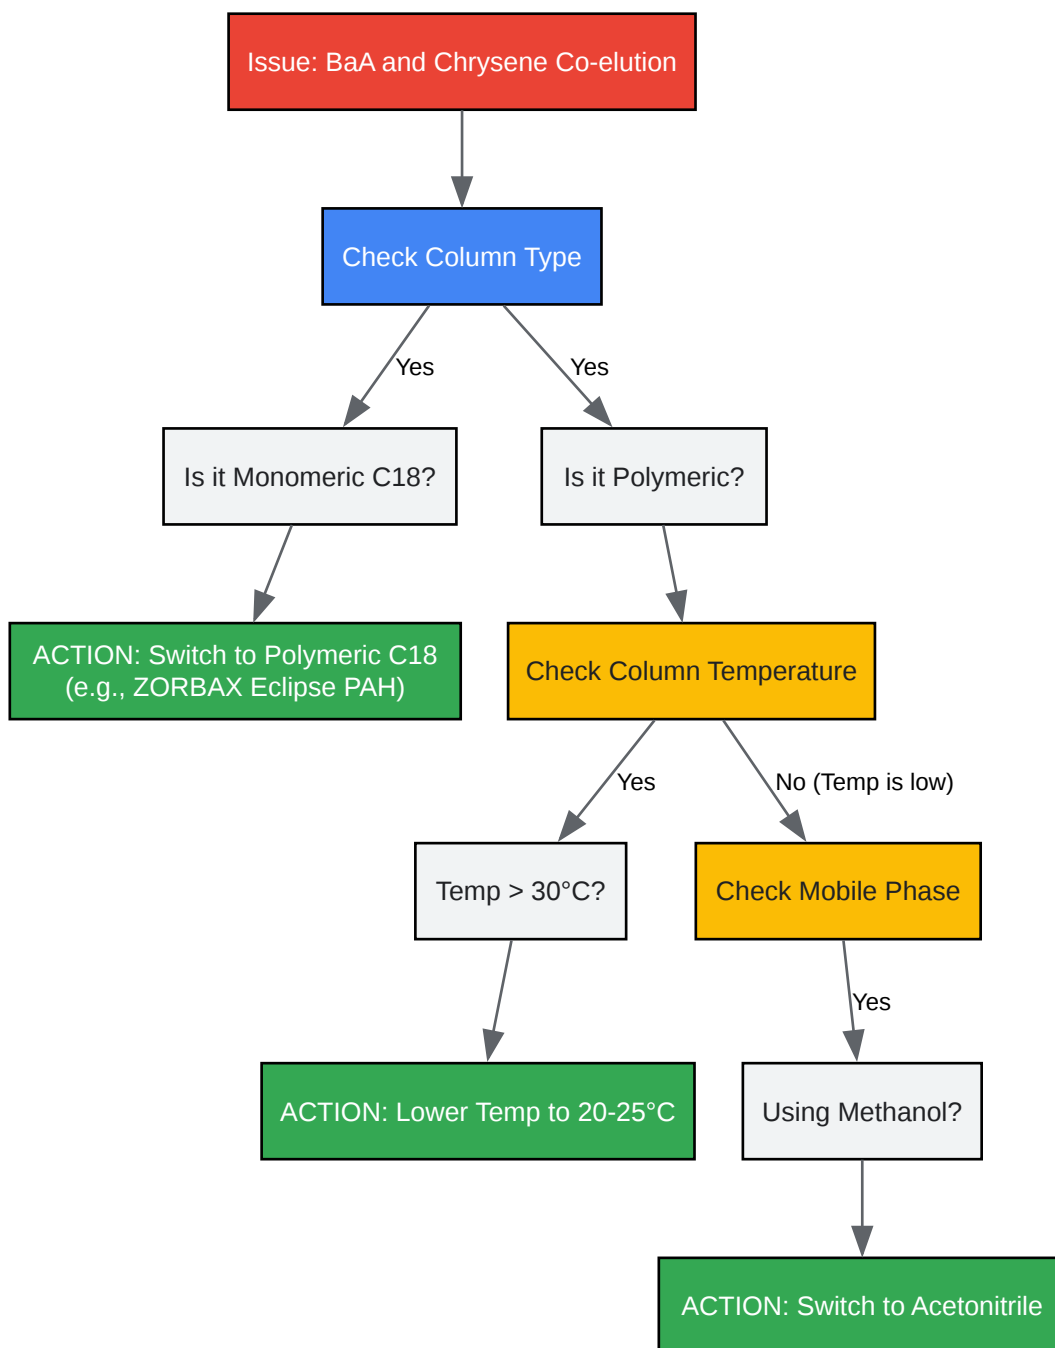 Issue: BaA and Chrysene Co-elution
Check Column Type
Yes
Yes
Is it Monomeric C18?
Is it Polymeric?
ACTION: Switch to Polymeric C18
(e.g., ZORBAX Eclipse PAH)
Check Column Temperature
Yes
No (Temp is low)
Temp > 30°C?
Check Mobile Phase
Yes
ACTION: Lower Temp to 20-25°C
Using Methanol?
ACTION: Switch to Acetonitrile